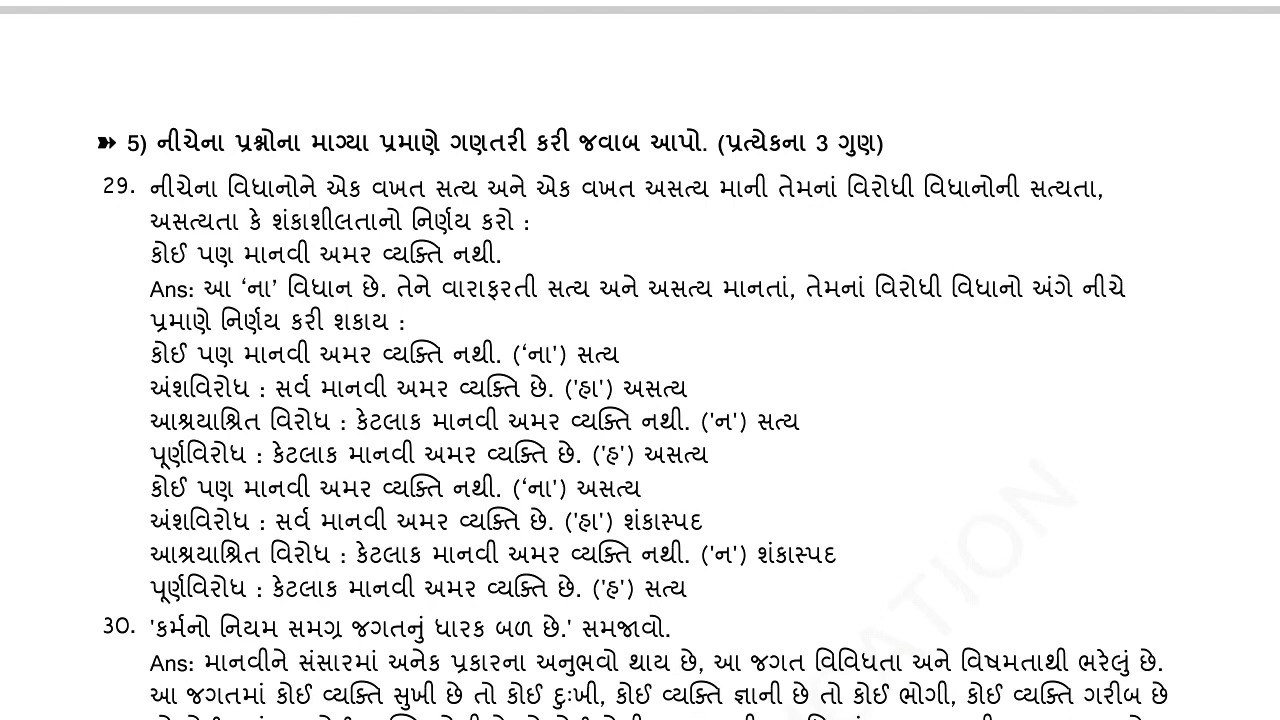 ➽ 5) નીચેના પ્રશ્નોના માગ્યા પ્રમાણે ગણતરી કરી જવાબ આપો. (પ્રત્યેકના 3 ગુણ)
29. નીચેના વિધાનોને એક વખત સત્ય અને એક વખત અસત્ય માની તેમનાં વિરોધી વિધાનોની સત્યતા,
અસત્યતા કે શંકાશીલતાનો નિર્ણય કરો :
કોઈ પણ માનવી અમર વ્યક્તિ નથી.
Ans: આ ‘ના’ વિધાન છે. તેને વારાફરતી સત્ય અને અસત્ય માનતાં, તેમનાં વિરોધી વિધાનો અંગે નીચે
પ્રમાણે નિર્ણય કરી શકાય :
કોઈ પણ માનવી અમર વ્યક્તિ નથી. (‘ના') સત્ય
અંશવિરોધ : સર્વ માનવી અમર વ્યક્તિ છે. ('હા') અસત્ય
આશ્રયાશ્રિત વિરોધ : કેટલાક માનવી અમર વ્યક્તિ નથી. ('ન') સત્ય
પૂર્ણવિરોધ : કેટલાક માનવી અમર વ્યક્તિ છે. ('હ') અસત્ય
કોઈ પણ માનવી અમર વ્યક્તિ નથી. (‘ના') અસત્ય
અંશવિરોધ : સર્વ માનવી અમર વ્યક્તિ છે. ('હા') શંકાસ્પદ
આશ્રયાશ્રિત વિરોધ : કેટલાક માનવી અમર વ્યક્તિ નથી. ('ન') શંકાસ્પદ
પૂર્ણવિરોધ : કેટલાક માનવી અમર વ્યક્તિ છે. ('હ') સત્ય
30. 'કર્મનો નિયમ સમગ્ર જગતનું ધારક બળ છે.' સમજાવો.
Ans: માનવીને સંસારમાં અનેક પ્રકારના અનુભવો થાય છે, આ જગત વિવિધતા અને વિષમતાથી ભરેલું છે.
આ જગતમાં કોઈ વ્યક્તિ સુખી છે તો કોઈ દુઃખી, કોઈ વ્યક્તિ જ્ઞાની છે તો કોઈ ભોગી, કોઈ વ્યક્તિ ગરીબ છે